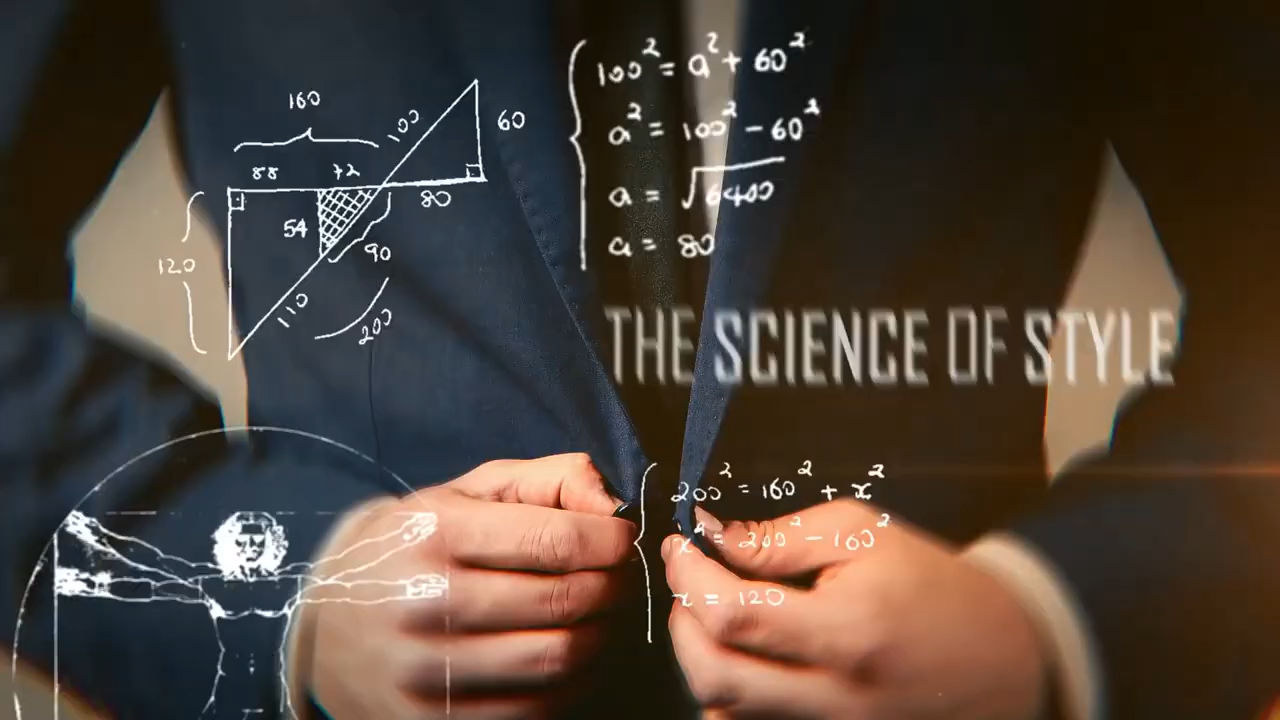 160
100
60
88
72
80
54
90
120
110
200
100² = a² + 60²
a² = 100² - 60²
a = √6400
a = 80
THE SCIENCE OF STYLE
200² = 160² + x²
x² = 200² - 160²
x = 120